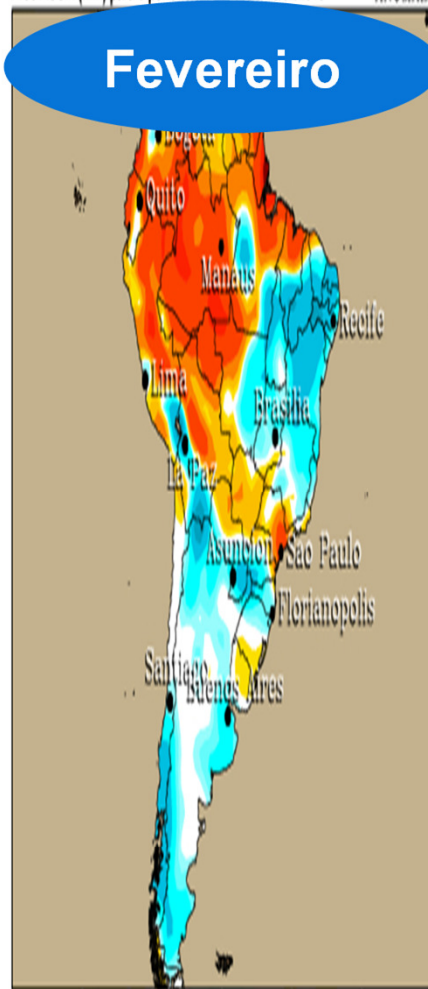 Fevereiro
Bogota
Quito
Manaus
Recife
Lima
Brasilia
La Paz
Asuncion
Sao Paulo
Florianopolis
Santiago
Buenos Aires